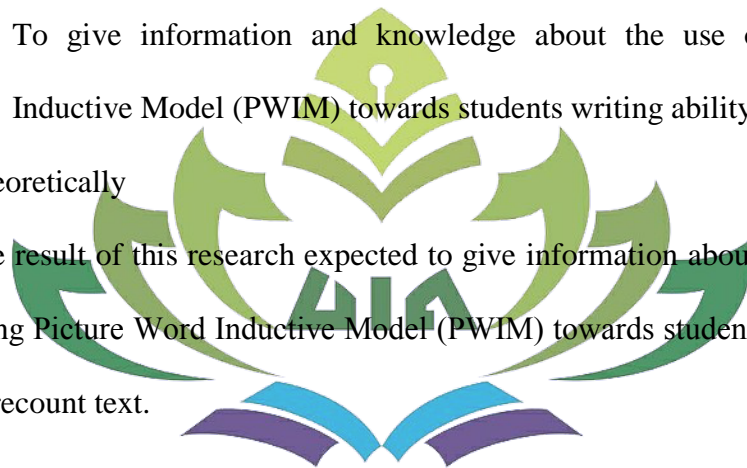 To give information and knowledge about the use
Inductive Model (PWIM) towards students writing ability
eoretically
e result of this research expected to give information abou
ng Picture Word Inductive Model (PWIM) towards studen
recount text.